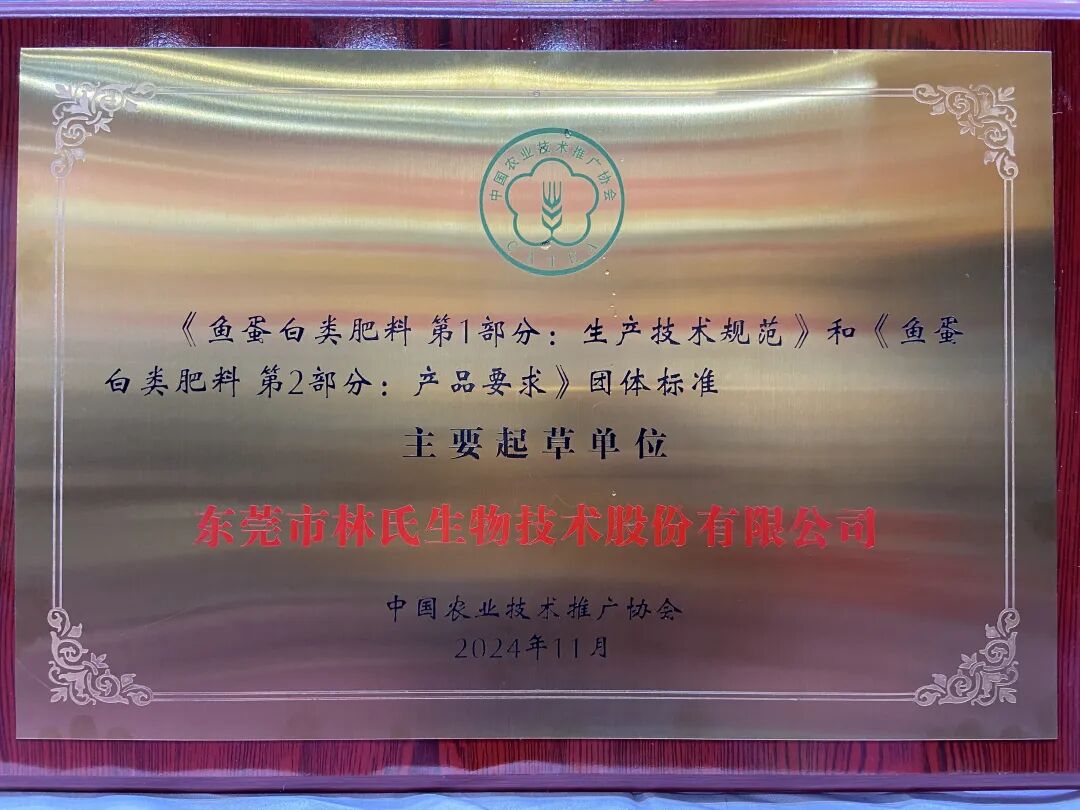 中国农业技术推广协会
CATEA
《鱼蛋白类肥料 第1部分：生产技术规范》和《鱼蛋
白类肥料 第2部分：产品要求》团体标准
主要起草单位
东莞市林氏生物技术股份有限公司
中国农业技术推广协会
2024年11月